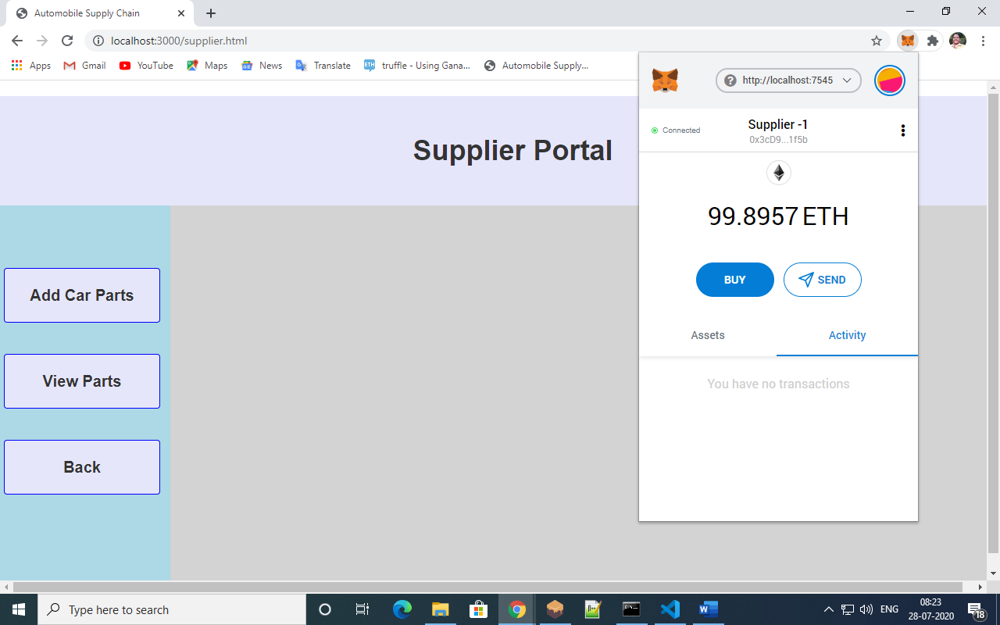 Automobile Supply Chain
localhost:3000/supplier.html
Apps Gmail YouTube Maps News Translate truffle - Using Gana... Automobile Supply...
ETH
http://localhost:7545
Connected
Supplier -1
0x3cD9...1f5b
99.8957 ETH
BUY
SEND
Assets
Activity
You have no transactions
Supplier Portal
Add Car Parts
View Parts
Back
Type here to search
ENG
08:23
28-07-2020
18